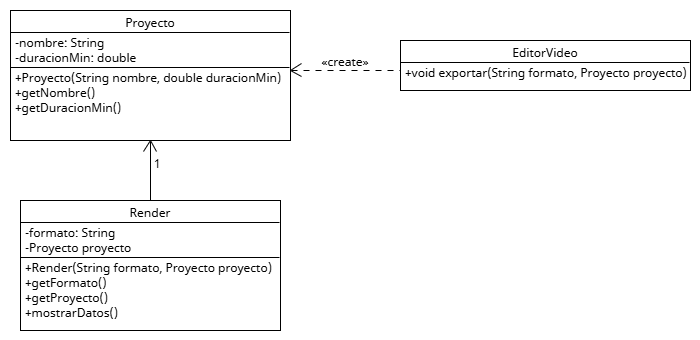 Proyecto
-nombre: String
-duracionMin: double
+Proyecto(String nombre, double duracionMin)
+getNombre()
+getDuracionMin()
«create»
EditorVideo
+void exportar(String formato, Proyecto proyecto)
1
Render
-formato: String
-Proyecto proyecto
+Render(String formato, Proyecto proyecto)
+getFormato()
+getProyecto()
+mostrarDatos()